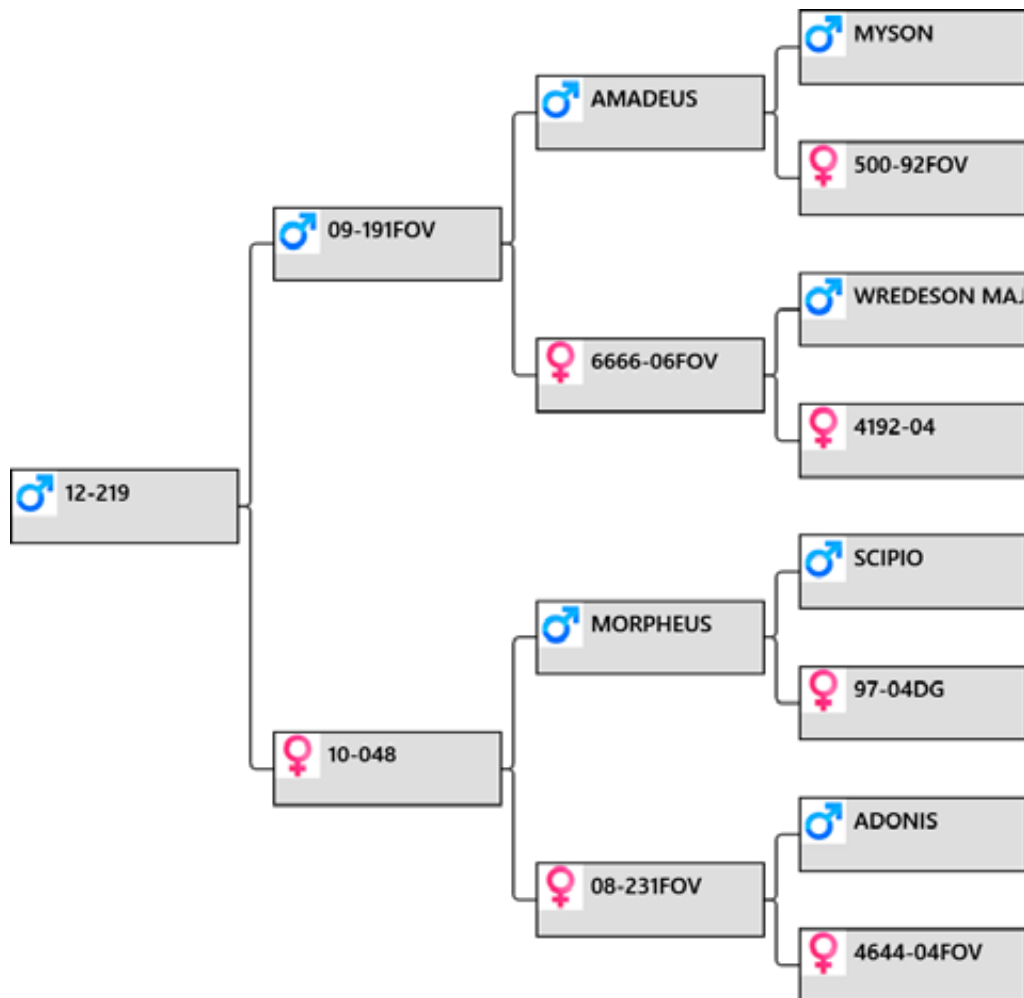 MYSON
AMADEUS
500-92FOV
09-191FOV
WREDESON MAJ
6666-06FOV
4192-04
12-219
SCIPIO
MORPHEUS
97-04DG
10-048
ADONIS
08-231FOV
4644-04FOV